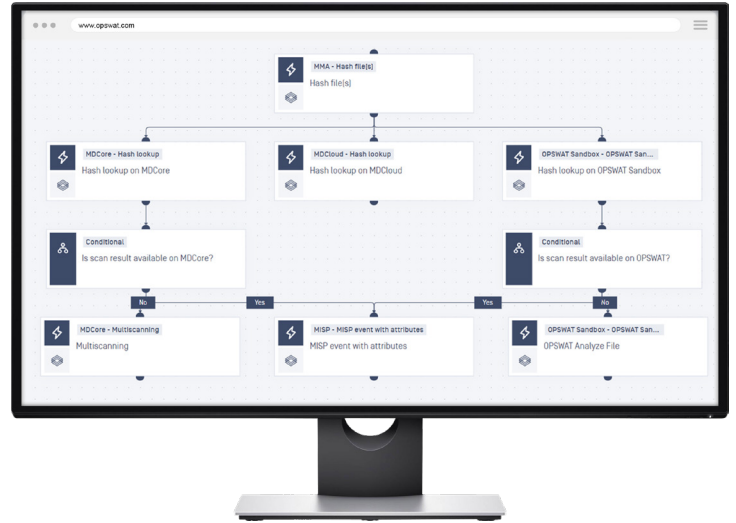 www.opswat.com
MMA - Hash file(s)
Hash file(s)
MDCore - Hash lookup
Hash lookup on MDCore
MDCloud - Hash lookup
Hash lookup on MDCloud
OPSWAT Sandbox - OPSWAT San...
Hash lookup on OPSWAT Sandbox
Conditional
Is scan result available on MDCore?
Conditional
Is scan result available on OPSWAT?
No
Yes
Yes
No
MDCore - Multiscanning
Multiscanning
MISP - MISP event with attributes
MISP event with attributes
OPSWAT Sandbox - OPSWAT San...
OPSWAT Analyze File